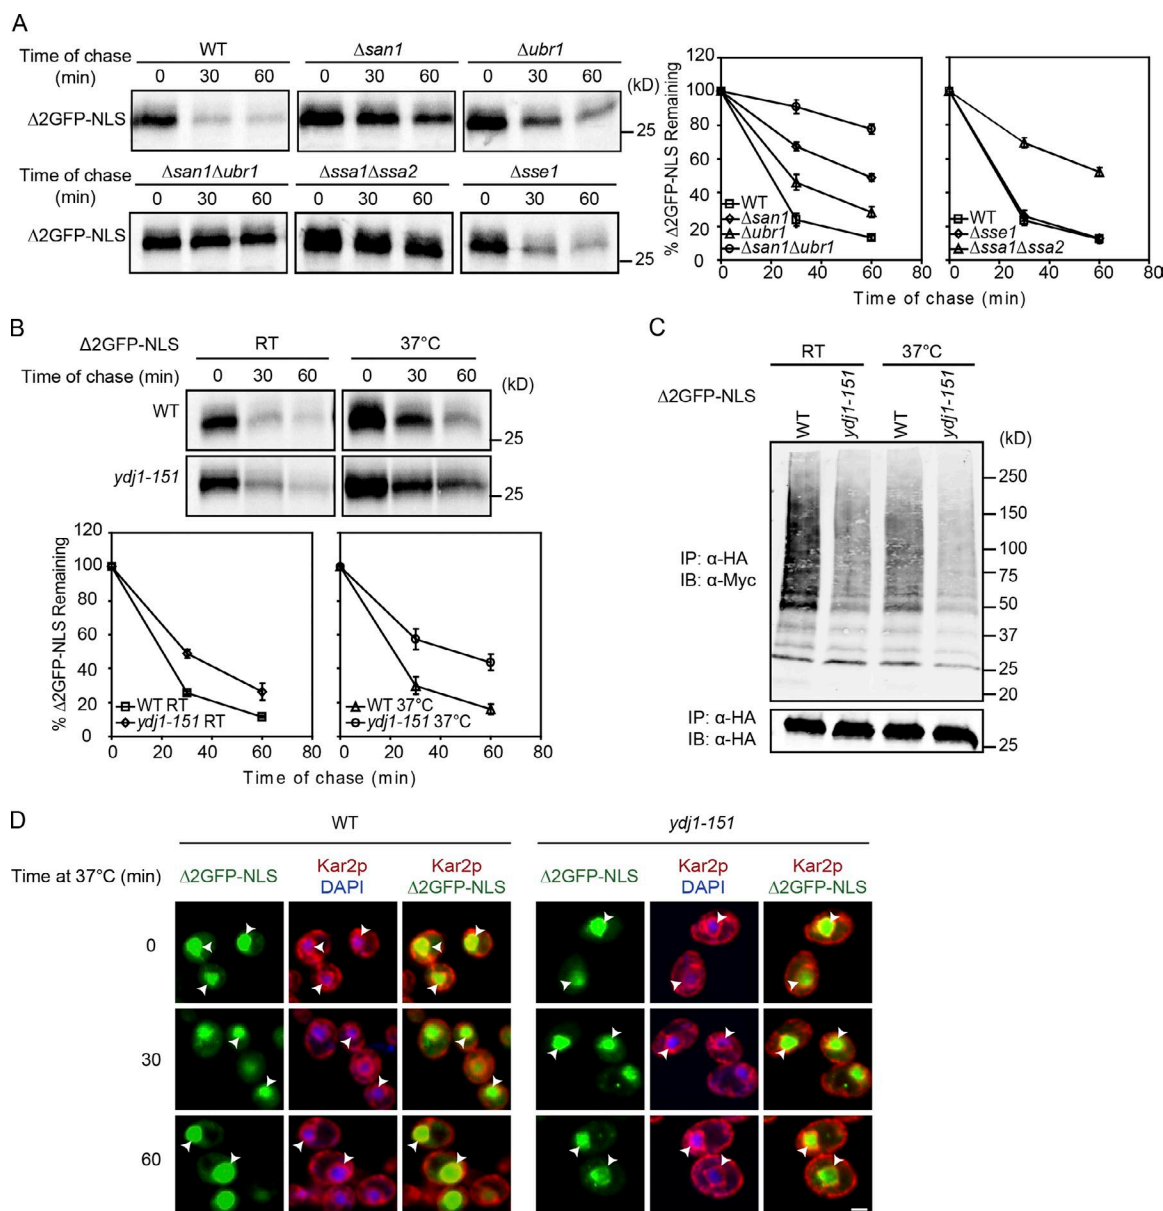 A
Time of chase (min)
WT
Δsan1
Δubr1
0 30 60 0 30 60 0 30 60 (kD)
Δ2GFP-NLS
25
Time of chase (min)
Δsan1Δubr1
Δssa1Δssa2
Δsse1
0 30 60 0 30 60 0 30 60
Δ2GFP-NLS
25
% Δ2GFP-NLS Remaining
120
100
80
60
40
20
0
WT
Δsan1
Δubr1
Δsan1Δubr1
0 20 40 60 80
WT
Δsse1
Δssa1Δssa2
0 20 40 60 80
Time of chase (min)
B
Δ2GFP-NLS RT 37°C
Time of chase (min) 0 30 60 0 30 60 (kD)
WT
25
ydj1-151
25
% Δ2GFP-NLS Remaining
120
100
80
60
40
20
0
WT RT
ydj1-151 RT
0 20 40 60 80
WT 37°C
ydj1-151 37°C
0 20 40 60 80
Time of chase (min)
C
RT 37°C
Δ2GFP-NLS WT ydj1-151 WT ydj1-151
(kD)
250
150
100
75
50
37
25
20
IP: α-HA
IB: α-Myc
IP: α-HA
IB: α-HA
25
D
WT ydj1-151
Time at 37°C (min)
Δ2GFP-NLS
Kar2p
DAPI
Kar2p
Δ2GFP-NLS
Δ2GFP-NLS
Kar2p
DAPI
Kar2p
Δ2GFP-NLS
0
30
60